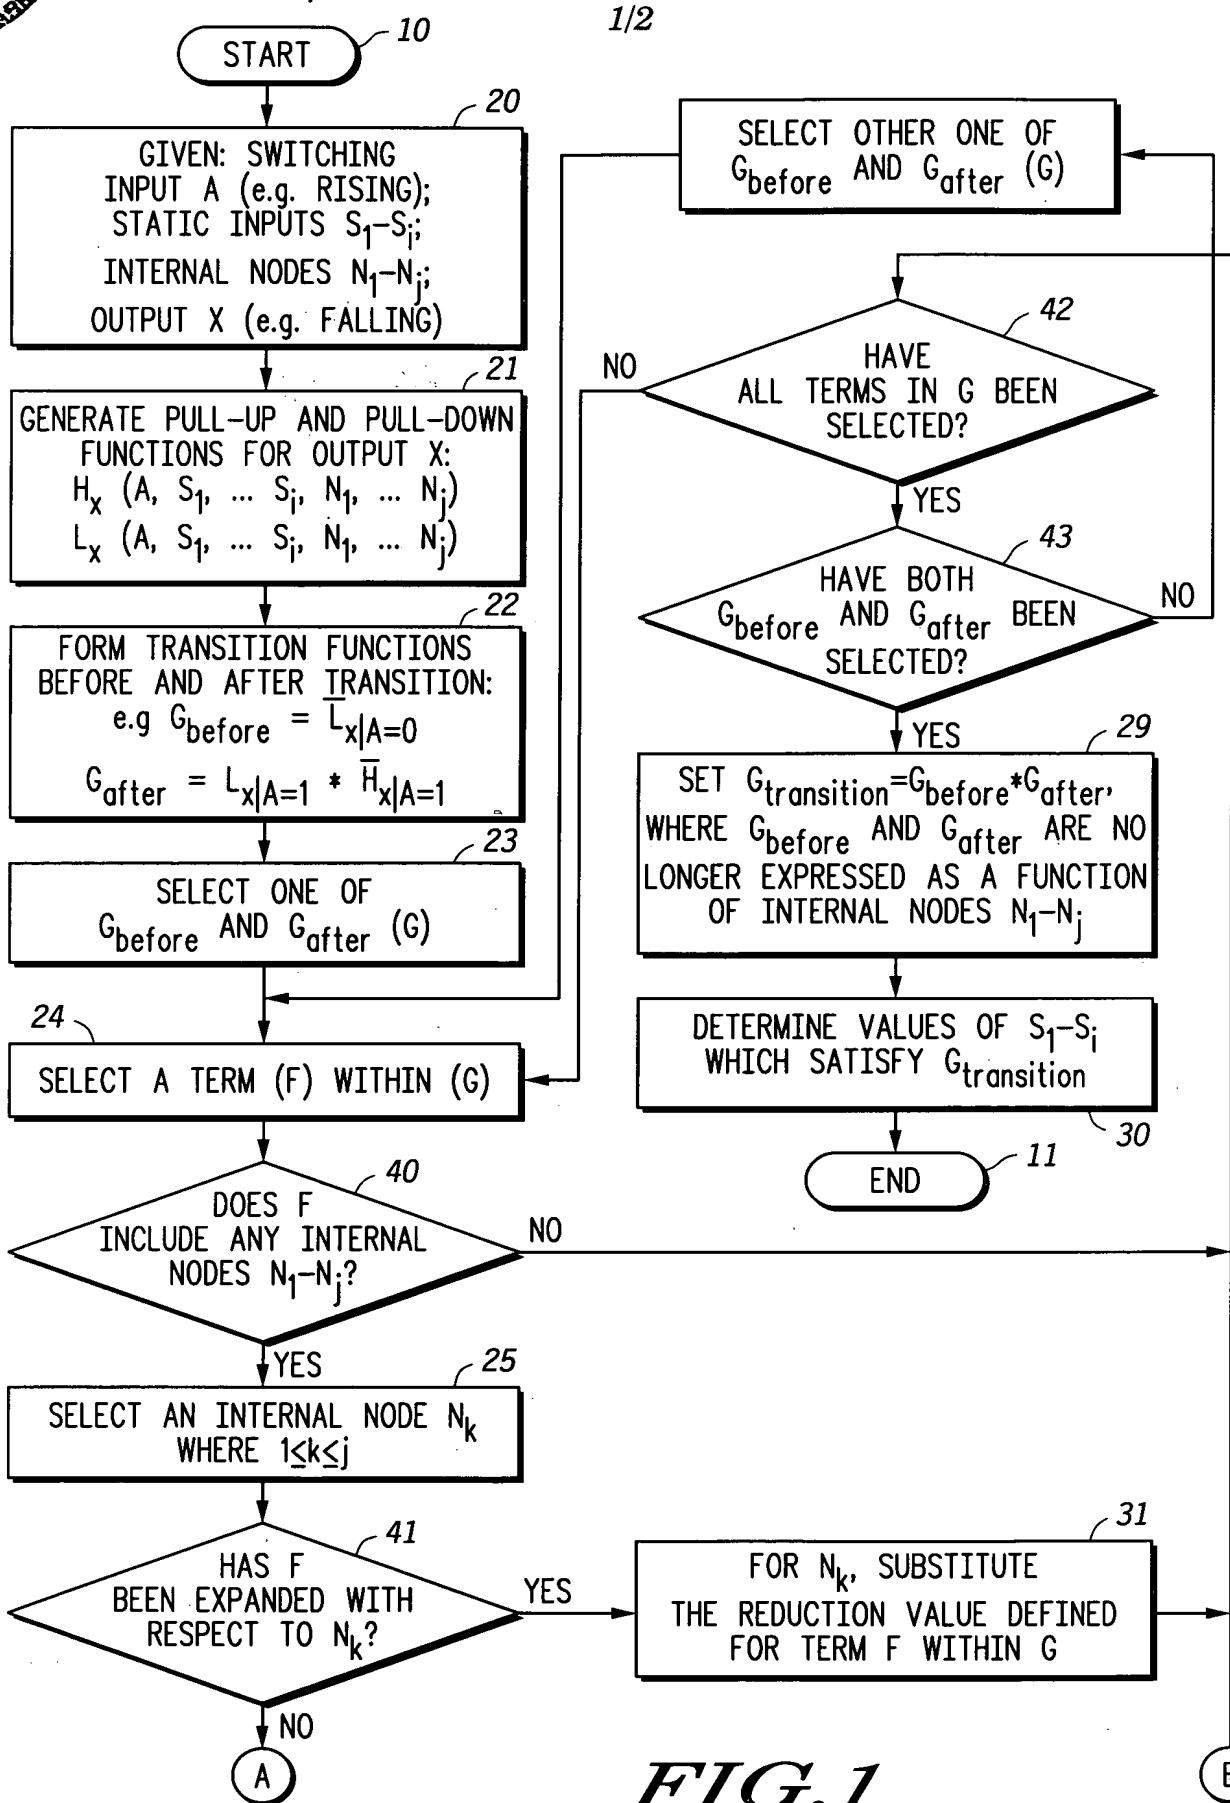 1/2
START
10
20
GIVEN: SWITCHING
INPUT A (e.g. RISING);
STATIC INPUTS S1–Si;
INTERNAL NODES N1–Nj;
OUTPUT X (e.g. FALLING)
21
GENERATE PULL-UP AND PULL-DOWN
FUNCTIONS FOR OUTPUT X:
Hx (A, S1, ... Si, N1, ... Nj)
Lx (A, S1, ... Si, N1, ... Nj)
22
FORM TRANSITION FUNCTIONS
BEFORE AND AFTER TRANSITION:
e.g Gbefore = L̅x|A=0
Gafter = Lx|A=1 * H̅x|A=1
23
SELECT ONE OF
Gbefore AND Gafter (G)
24
SELECT A TERM (F) WITHIN (G)
40
DOES F
INCLUDE ANY INTERNAL
NODES N1–Nj?
NO
YES
25
SELECT AN INTERNAL NODE Nk
WHERE 1≤k≤j
41
HAS F
BEEN EXPANDED WITH
RESPECT TO Nk?
YES
NO
A
31
FOR Nk, SUBSTITUTE
THE REDUCTION VALUE DEFINED
FOR TERM F WITHIN G
SELECT OTHER ONE OF
Gbefore AND Gafter (G)
42
HAVE
ALL TERMS IN G BEEN
SELECTED?
NO
YES
43
HAVE BOTH
Gbefore AND Gafter BEEN
SELECTED?
NO
YES
29
SET Gtransition=Gbefore*Gafter,
WHERE Gbefore AND Gafter ARE NO
LONGER EXPRESSED AS A FUNCTION
OF INTERNAL NODES N1–Nj
DETERMINE VALUES OF S1–Si
WHICH SATISFY Gtransition
30
END
11
FIG.1